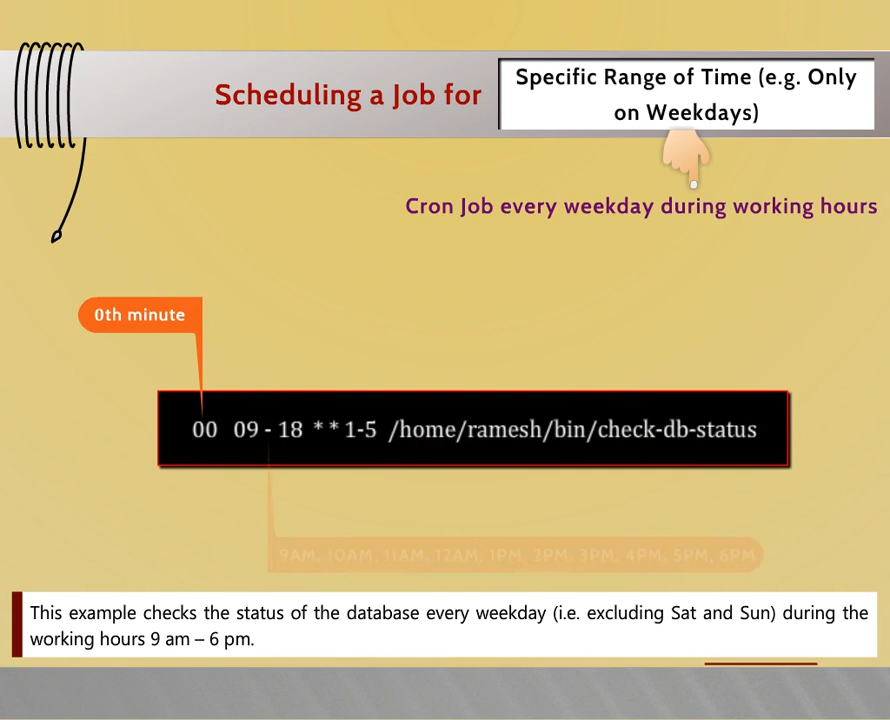 Scheduling a Job for
Specific Range of Time (e.g. Only
on Weekdays)
Cron Job every weekday during working hours
0th minute
00 09 - 18 * * 1-5 /home/ramesh/bin/check-db-status
9AM, 10AM, 11AM, 12AM, 1PM, 2PM, 3PM, 4PM, 5PM, 6PM
This example checks the status of the database every weekday (i.e. excluding Sat and Sun) during the
working hours 9 am – 6 pm.